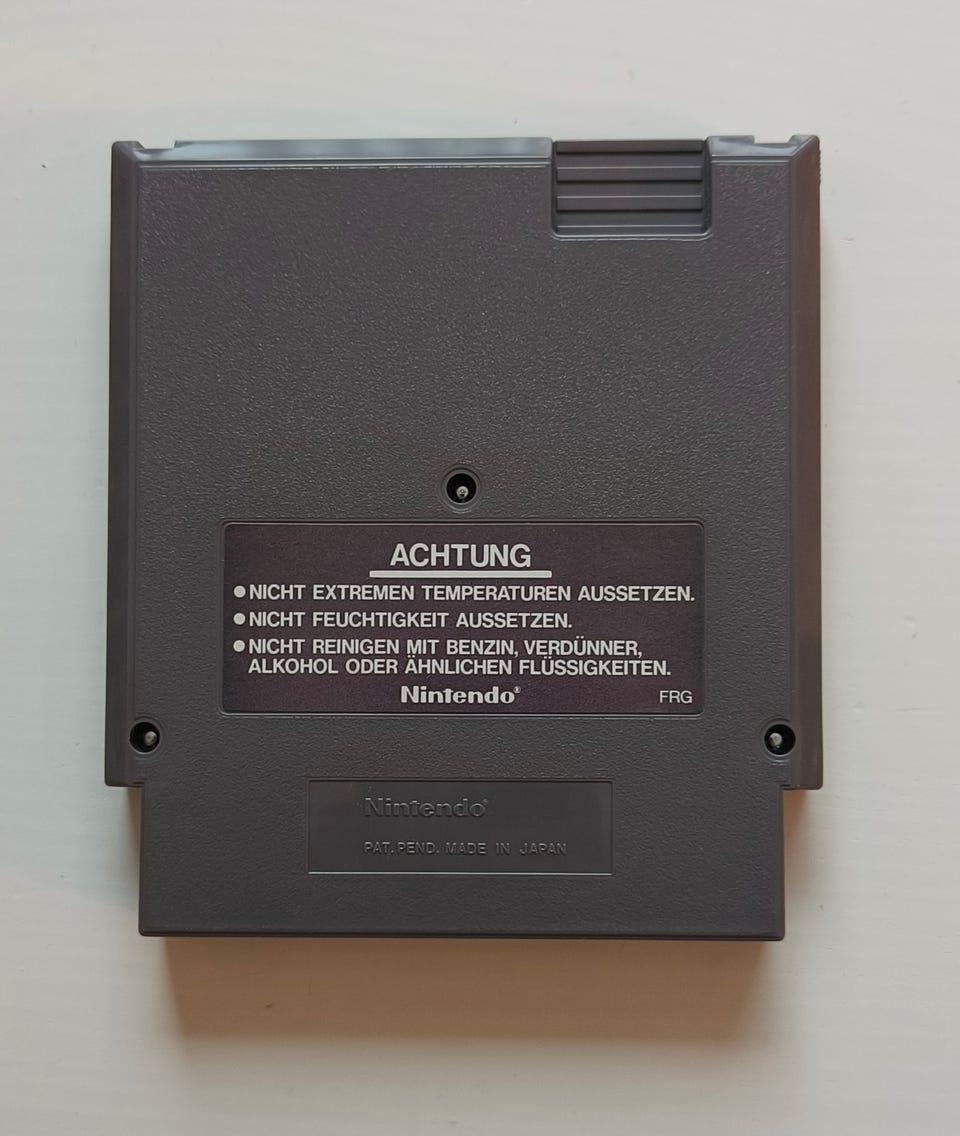 ACHTUNG
●NICHT EXTREMEN TEMPERATUREN AUSSETZEN.
●NICHT FEUCHTIGKEIT AUSSETZEN.
●NICHT REINIGEN MIT BENZIN, VERDÜNNER,
ALKOHOL ODER ÄHNLICHEN FLÜSSIGKEITEN.
Nintendo® FRG
Nintendo®
PAT. PEND. MADE IN JAPAN